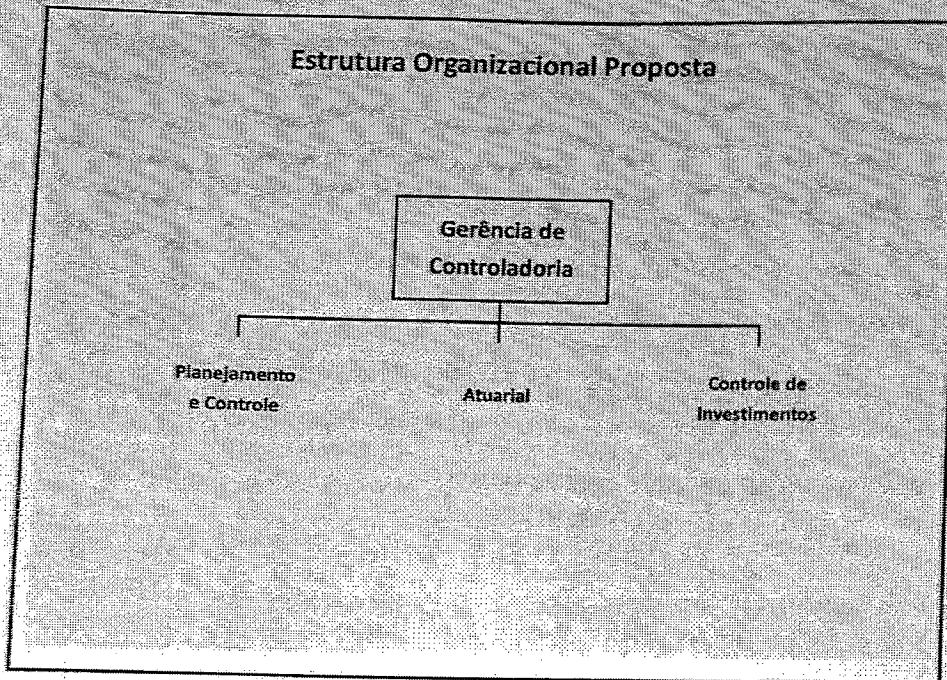 Estrutura Organizacional Proposta
Gerência de
Controladoria
Planejamento
e Controle
Atuarial
Controle de
Investimentos